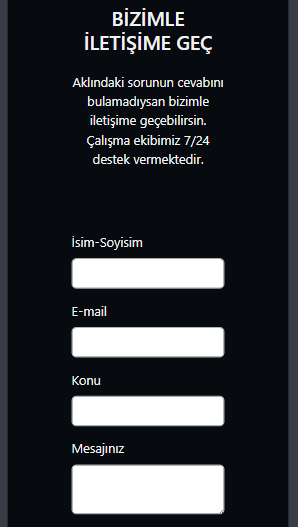 BİZİMLE
İLETİŞİME GEÇ
Aklındaki sorunun cevabını
bulamadıysan bizimle
iletişime geçebilirsin.
Çalışma ekibimiz 7/24
destek vermektedir.
İsim-Soyisim
E-mail
Konu
Mesajınız